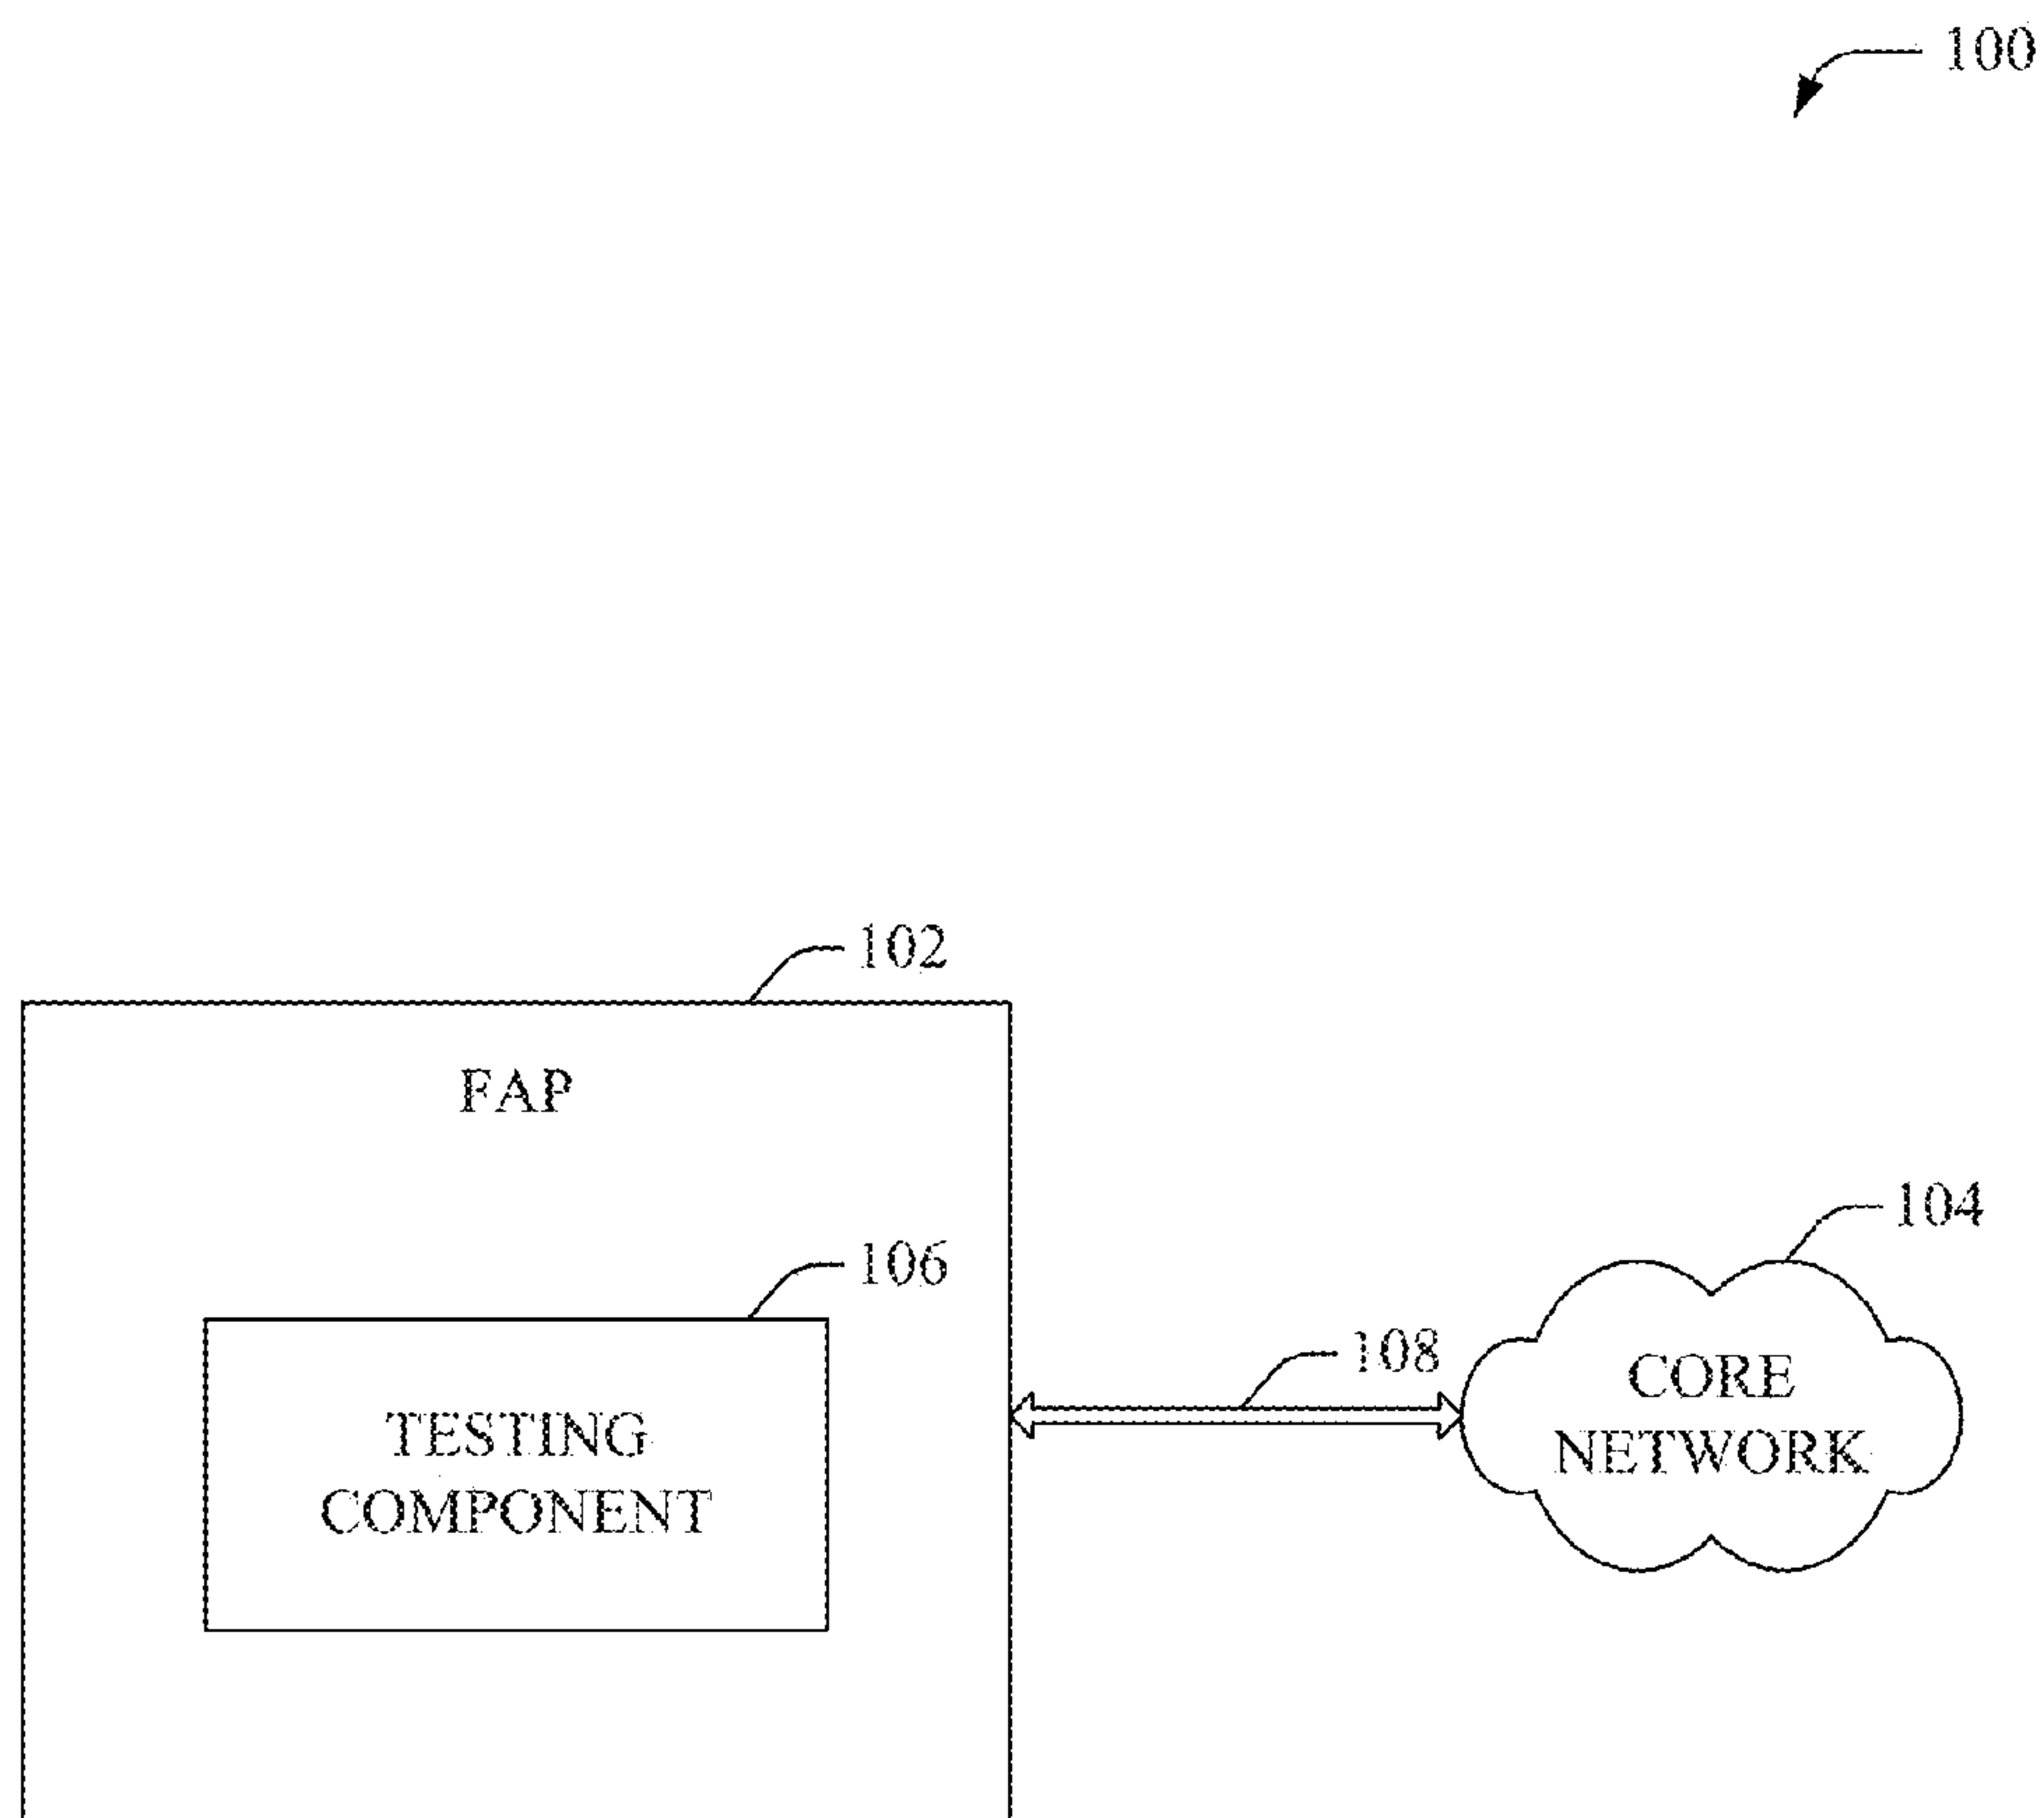 100
102
FAP
104
106
108
CORE
NETWORK
TESTING
COMPONENT